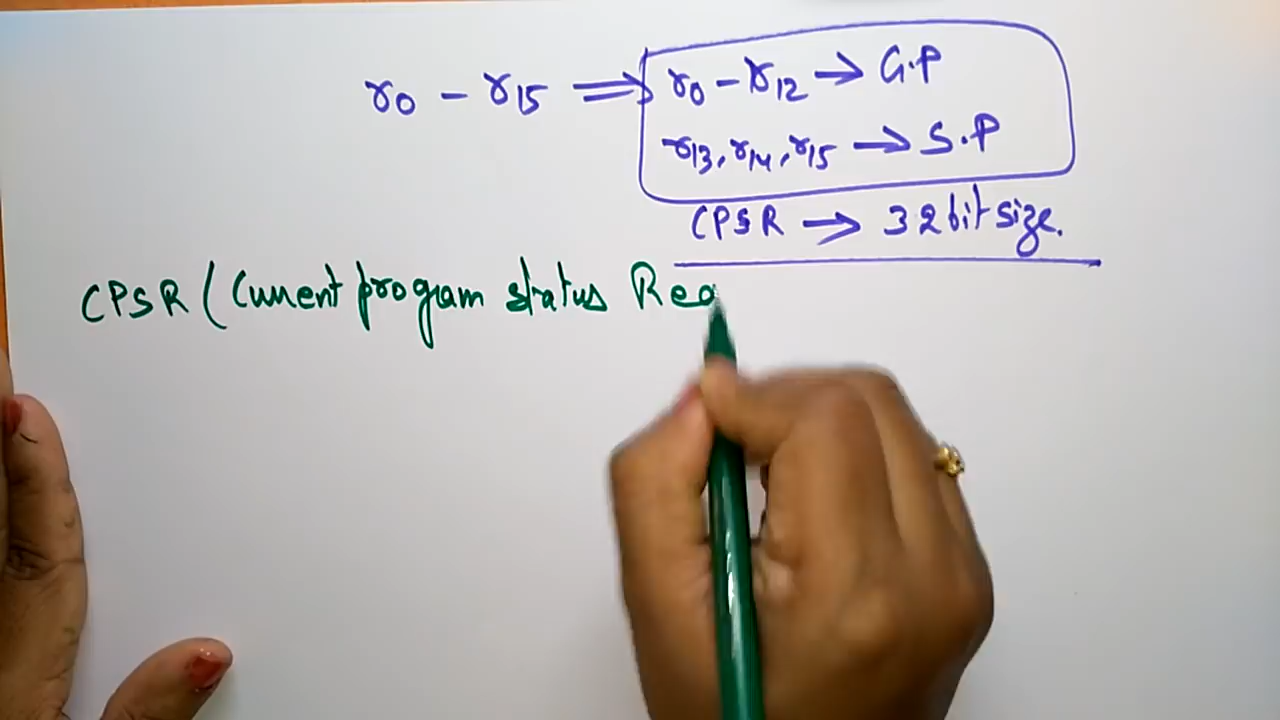 r0 - r15 ⇒ r0 - r12 → G.P
r13, r14, r15 → S.P
CPSR → 32 bit size.
CPSR ( Current program status Reg